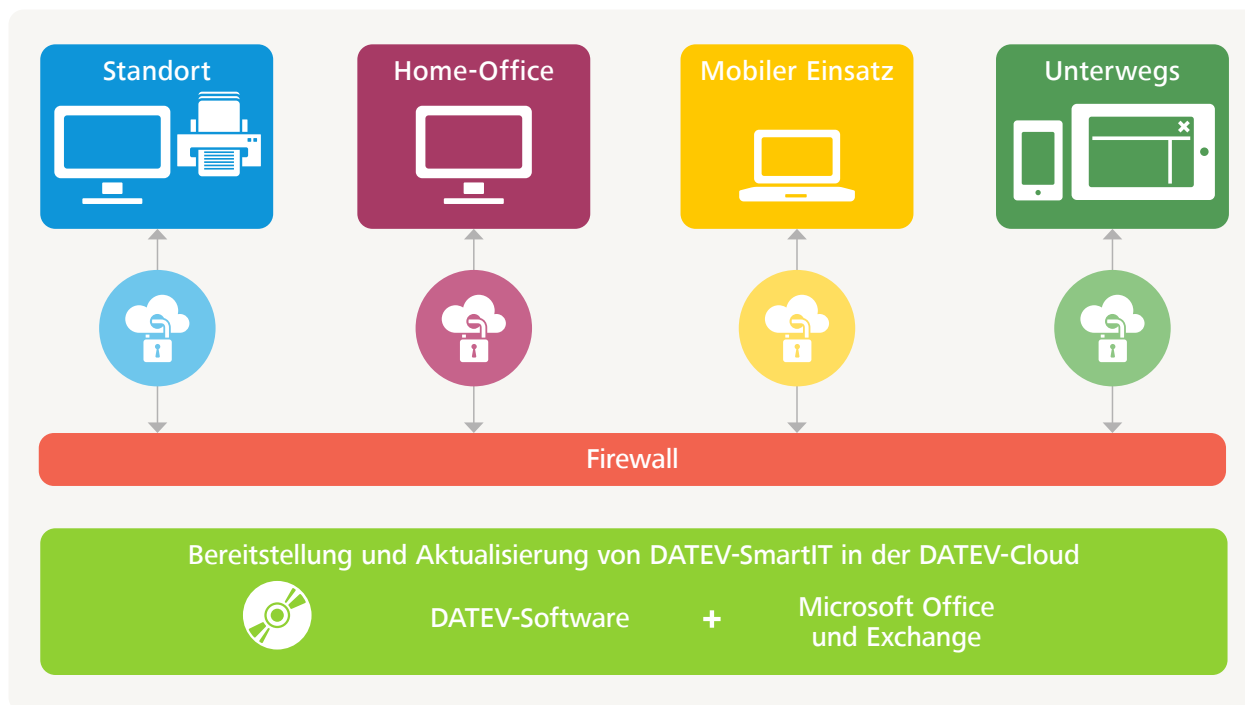 Standort
Home-Office
Mobiler Einsatz
Unterwegs
Firewall
Bereitstellung und Aktualisierung von DATEV-SmartIT in der DATEV-Cloud
DATEV-Software + Microsoft Office
und Exchange